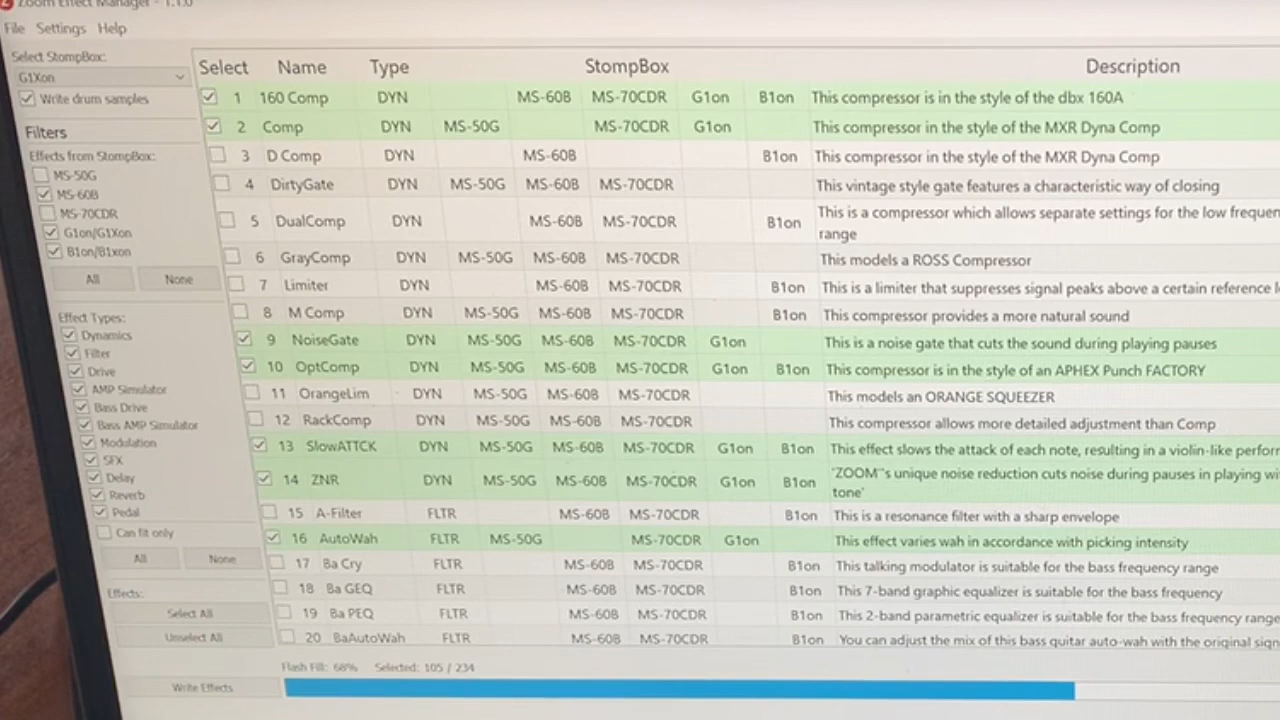 Zoom Effect Manager - 1.1.0
File Settings Help
Select StompBox:
G1Xon
Write drum samples
Filters
Effects from StompBox:
MS-50G
MS-60B
MS-70CDR
G1on/G1Xon
B1on/B1xon
All None
Effect Types:
Dynamics
Filter
Drive
AMP Simulator
Bass Drive
Bass AMP Simulator
Modulation
SFX
Delay
Reverb
Pedal
Can fit only
All None
Effects:
Select All
Unselect All
Write Effects
Select Name Type StompBox Description
1 160 Comp DYN MS-60B MS-70CDR G1on B1on This compressor is in the style of the dbx 160A
2 Comp DYN MS-50G MS-70CDR G1on This compressor in the style of the MXR Dyna Comp
3 D Comp DYN MS-60B B1on This compressor in the style of the MXR Dyna Comp
4 DirtyGate DYN MS-50G MS-60B MS-70CDR This vintage style gate features a characteristic way of closing
5 DualComp DYN MS-60B MS-70CDR B1on This is a compressor which allows separate settings for the low frequen
range
6 GrayComp DYN MS-50G MS-60B MS-70CDR This models a ROSS Compressor
7 Limiter DYN MS-60B MS-70CDR B1on This is a limiter that suppresses signal peaks above a certain reference
8 M Comp DYN MS-50G MS-60B MS-70CDR B1on This compressor provides a more natural sound
9 NoiseGate DYN MS-50G MS-60B MS-70CDR G1on This is a noise gate that cuts the sound during playing pauses
10 OptComp DYN MS-50G MS-60B MS-70CDR G1on B1on This compressor is in the style of an APHEX Punch FACTORY
11 OrangeLim DYN MS-50G MS-60B MS-70CDR This models an ORANGE SQUEEZER
12 RackComp DYN MS-50G MS-60B MS-70CDR This compressor allows more detailed adjustment than Comp
13 SlowATTCK DYN MS-50G MS-60B MS-70CDR G1on B1on This effect slows the attack of each note, resulting in a violin-like perfor
14 ZNR DYN MS-50G MS-60B MS-70CDR G1on B1on 'ZOOM''s unique noise reduction cuts noise during pauses in playing wi
tone'
15 A-Filter FLTR MS-60B MS-70CDR B1on This is a resonance filter with a sharp envelope
16 AutoWah FLTR MS-50G MS-70CDR G1on This effect varies wah in accordance with picking intensity
17 Ba Cry FLTR MS-60B MS-70CDR B1on This talking modulator is suitable for the bass frequency range
18 Ba GEQ FLTR MS-60B MS-70CDR B1on This 7-band graphic equalizer is suitable for the bass frequency
19 Ba PEQ FLTR MS-60B MS-70CDR B1on This 2-band parametric equalizer is suitable for the bass frequency range
20 BaAutoWah FLTR MS-60B MS-70CDR B1on You can adjust the mix of this bass guitar auto-wah with the original sign
Flash Fill: 68% Selected: 105 / 234